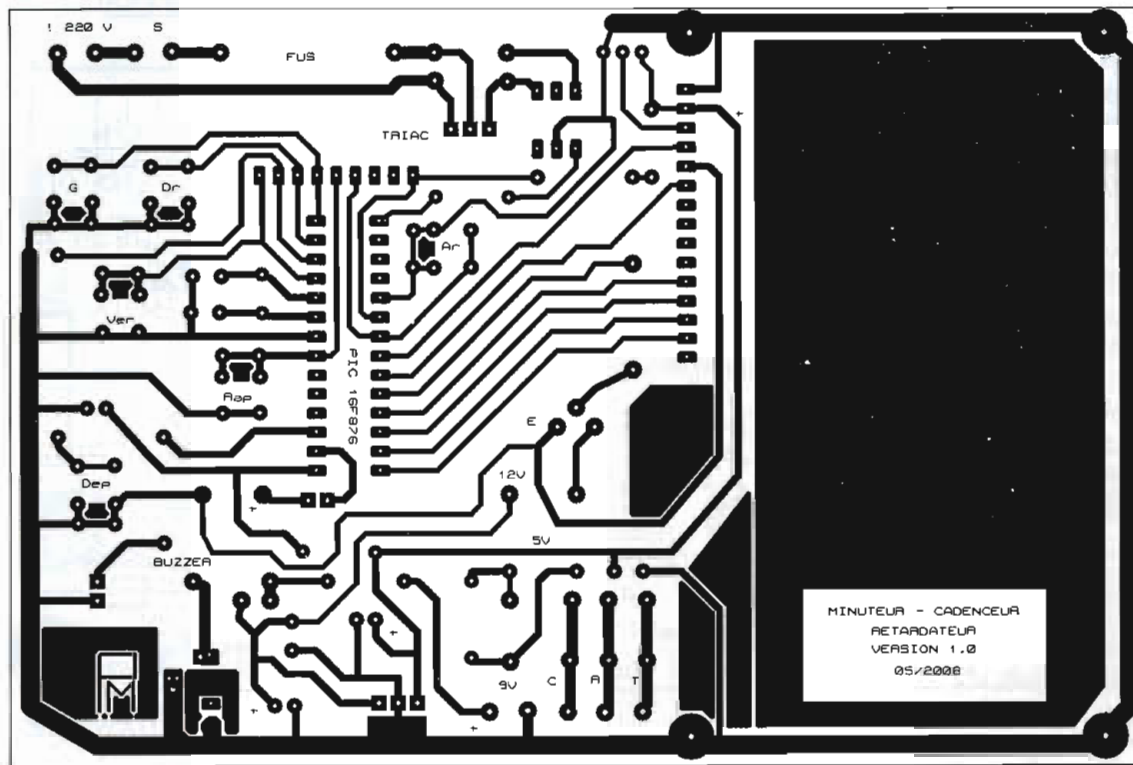 ! 220 V S
FUS
TRIAC
G
Dr
Ar
Ver
PIC 16F876
Aap
E
12V
Dep
+
5V
BUZZER
+
+
+
+
+
9V
C
A
T
MINUTEUR - CADENCEUR
RETARDATEUR
VERSION 1.0
05/2008